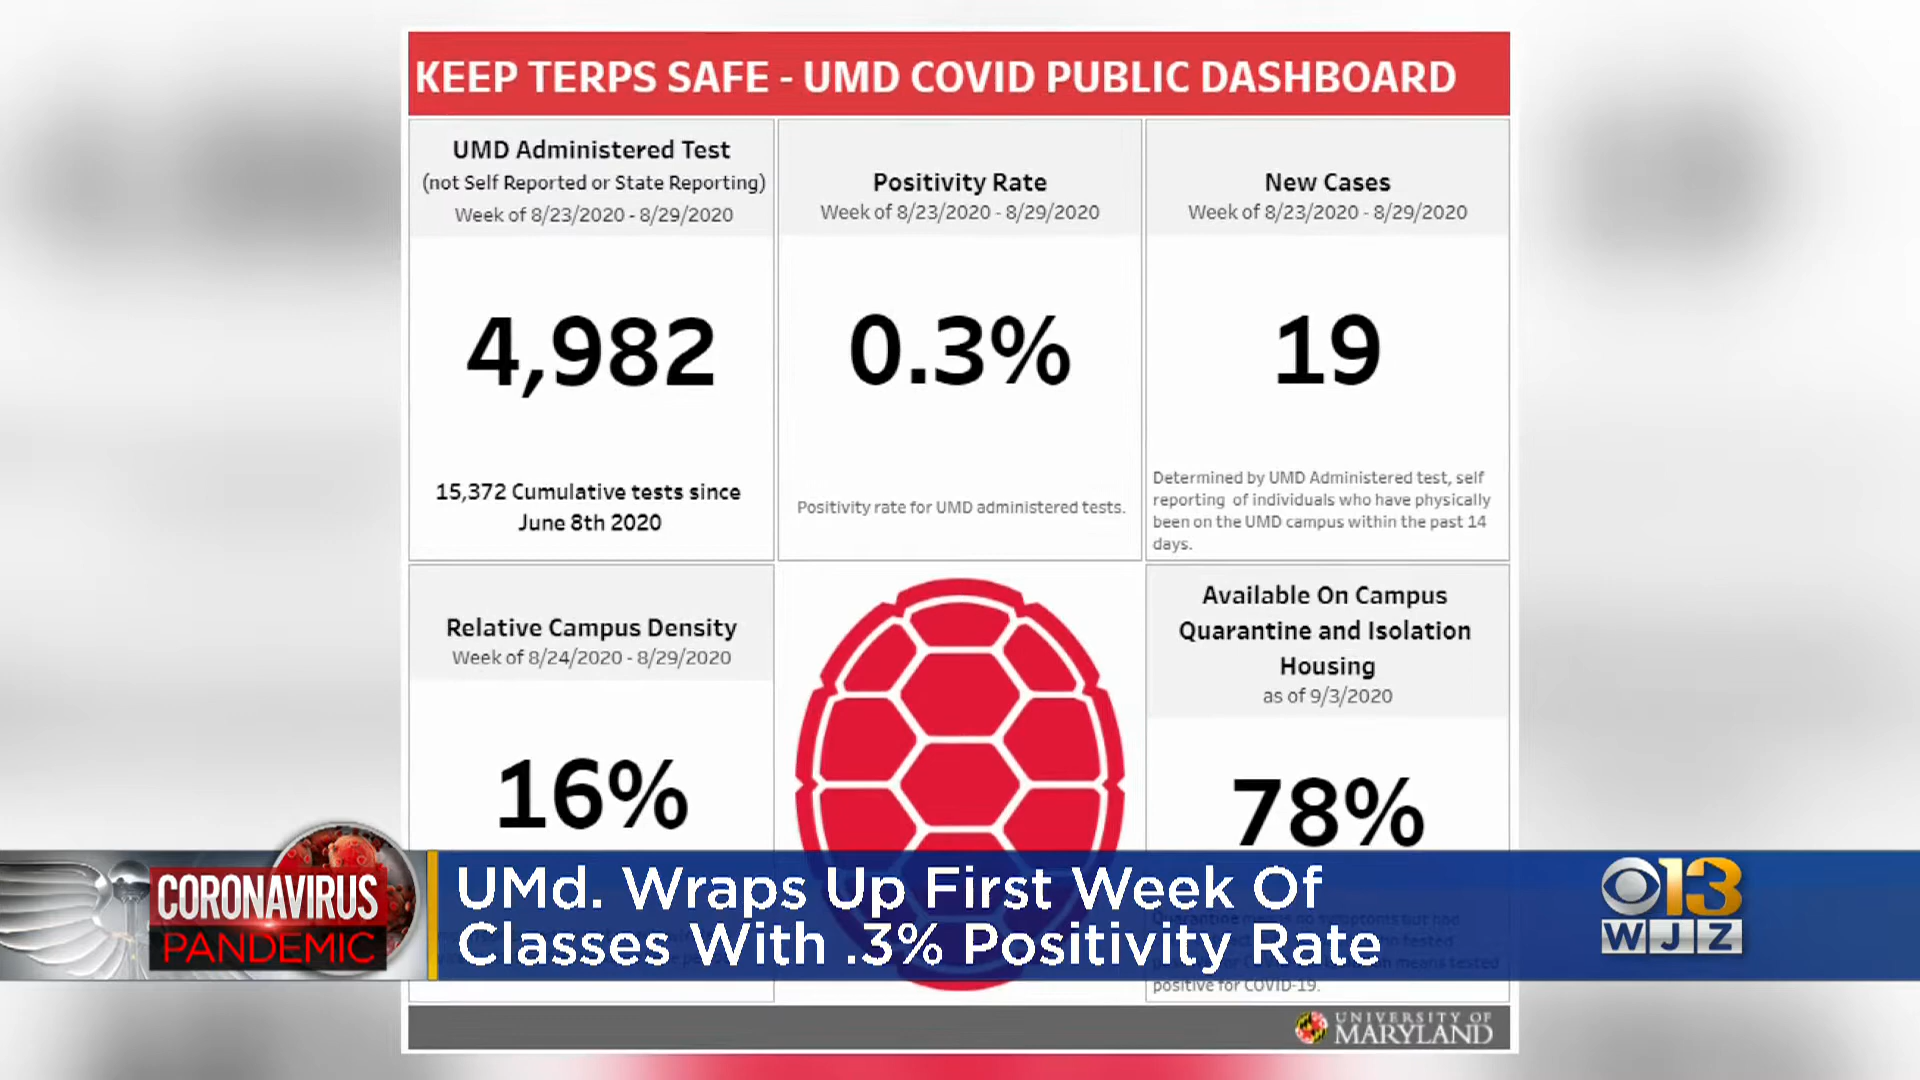 KEEP TERPS SAFE - UMD COVID PUBLIC DASHBOARD
UMD Administered Test
(not Self Reported or State Reporting)
Week of 8/23/2020 - 8/29/2020
4,982
15,372 Cumulative tests since
June 8th 2020
Positivity Rate
Week of 8/23/2020 - 8/29/2020
0.3%
Positivity rate for UMD administered tests.
New Cases
Week of 8/23/2020 - 8/29/2020
19
Determined by UMD Administered test, self
reporting of individuals who have physically
been on the UMD campus within the past 14
days.
Relative Campus Density
Week of 8/24/2020 - 8/29/2020
16%
Available On Campus
Quarantine and Isolation
Housing
as of 9/3/2020
78%
positive for COVID-19.
CORONAVIRUS
PANDEMIC
UMd. Wraps Up First Week Of
Classes With .3% Positivity Rate
13
WJZ
UNIVERSITY OF
MARYLAND